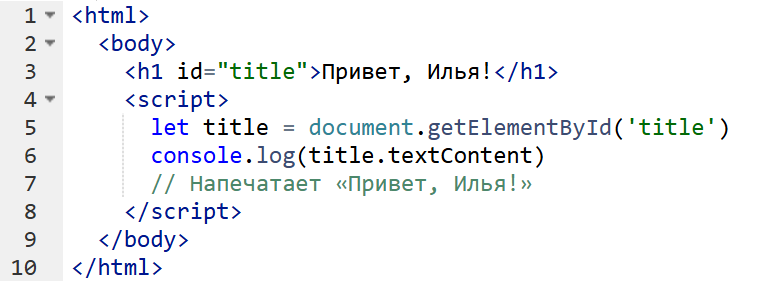 1 <html>
2 <body>
3 <h1 id="title">Привет, Илья!</h1>
4 <script>
5 let title = document.getElementById('title')
6 console.log(title.textContent)
7 // Напечатает «Привет, Илья!»
8 </script>
9 </body>
10 </html>